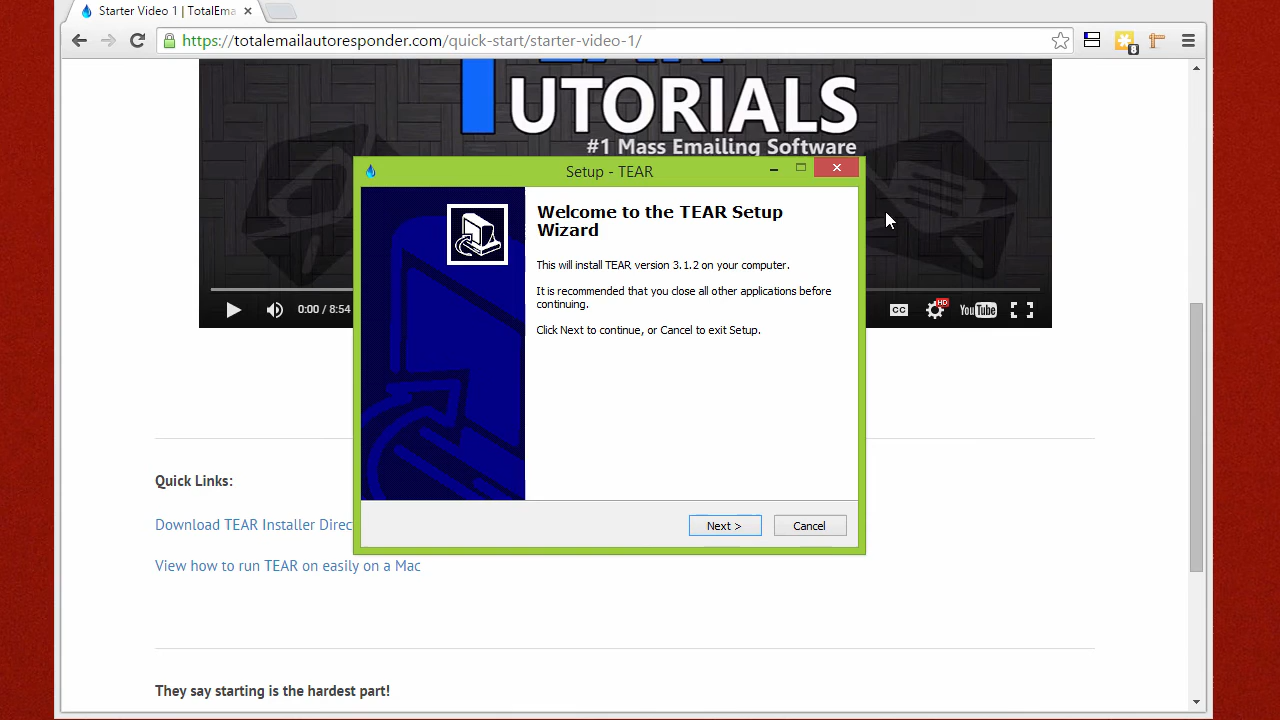 Starter Video 1 | TotalEma
https://totalemailautoresponder.com/quick-start/starter-video-1/
8
UTORIALS
#1 Mass Emailing Software
Setup - TEAR
Welcome to the TEAR Setup
Wizard
This will install TEAR version 3.1.2 on your computer.
It is recommended that you close all other applications before
continuing.
Click Next to continue, or Cancel to exit Setup.
0:00 / 8:54
CC
HD
YouTube
Next >
Cancel
Quick Links:
Download TEAR Installer Direc
View how to run TEAR on easily on a Mac
They say starting is the hardest part!